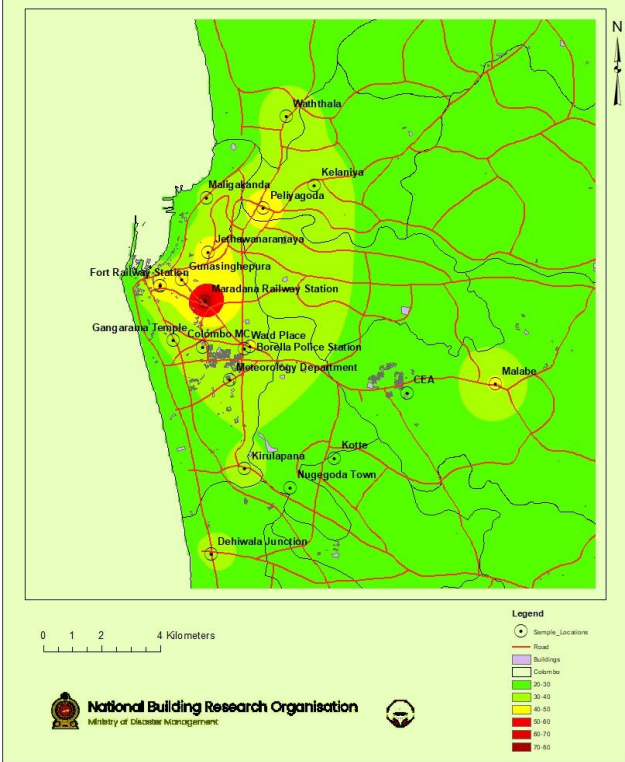 N
Waththala
Kelaniya
Maligakanda
Peliyagoda
Jethawanaramaya
Gunasinghepura
Fort Railway Station
Maradana Railway Station
Gangarama Temple
Colombo MC
Ward Place
Borella Police Station
Meteorology Department
CEA
Malabe
Kirulapana
Kotte
Nugegoda Town
Dehiwala Junction
0 1 2 4 Kilometers
Legend
Sample_Locations
Road
Buildings
Colombo
20-30
30-40
40-50
50-60
60-70
70-80
National Building Research Organisation
Ministry of Disaster Management